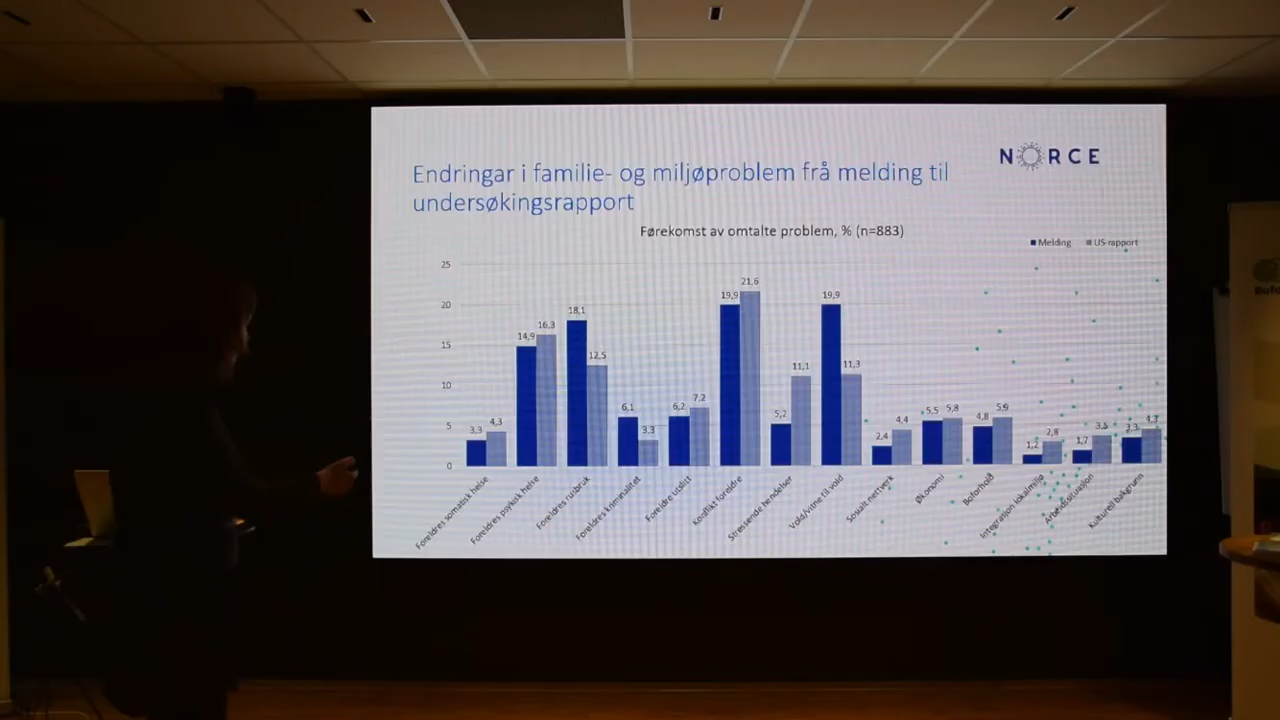 NORCE
Endringar i familie- og miljøproblem frå melding til
undersøkingsrapport
Førekomst av omtalte problem, % (n=883)
Melding US-rapport
25
20
15
10
5
0
3,3 4,3
14,9 16,3
18,1 12,5
6,1 3,3
6,2 7,2
19,9 21,6
5,2 11,1
19,9 11,3
2,4 4,4
5,5 5,8
4,8 5,9
1,2 2,8
1,7 3,5
3,3 4,7
Foreldres somatisk helse
Foreldres psykisk helse
Foreldres rusbruk
Foreldres kriminalitet
Foreldre utslitt
Konflikt foreldre
Stressende hendelser
Vold/vitne til vold
Sosialt nettverk
Økonomi
Boforhold
Integrasjon lokalmiljø
Arbeidssituasjon
Kulturell bakgrunn